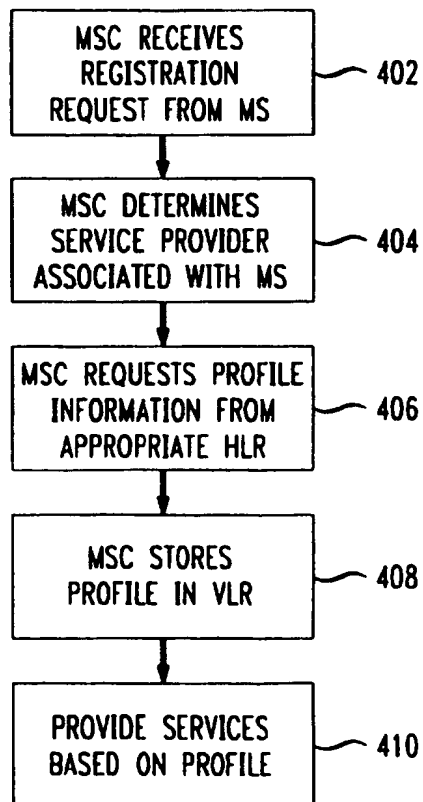 MSC RECEIVES
REGISTRATION
REQUEST FROM MS
402
MSC DETERMINES
SERVICE PROVIDER
ASSOCIATED WITH MS
404
MSC REQUESTS PROFILE
INFORMATION FROM
APPROPRIATE HLR
406
MSC STORES
PROFILE IN VLR
408
PROVIDE SERVICES
BASED ON PROFILE
410